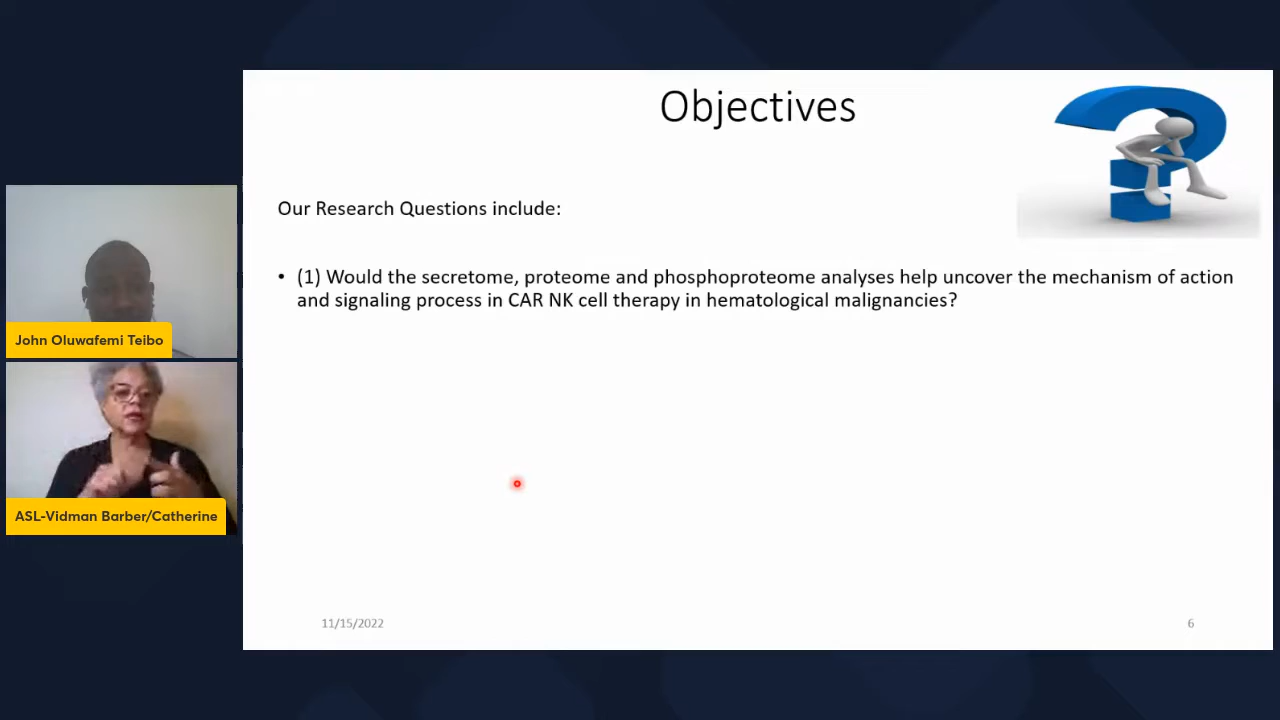 Objectives
Our Research Questions include:
• (1) Would the secretome, proteome and phosphoproteome analyses help uncover the mechanism of action
and signaling process in CAR NK cell therapy in hematological malignancies?
John Oluwafemi Teibo
ASL-Vidman Barber/Catherine
11/15/2022
6